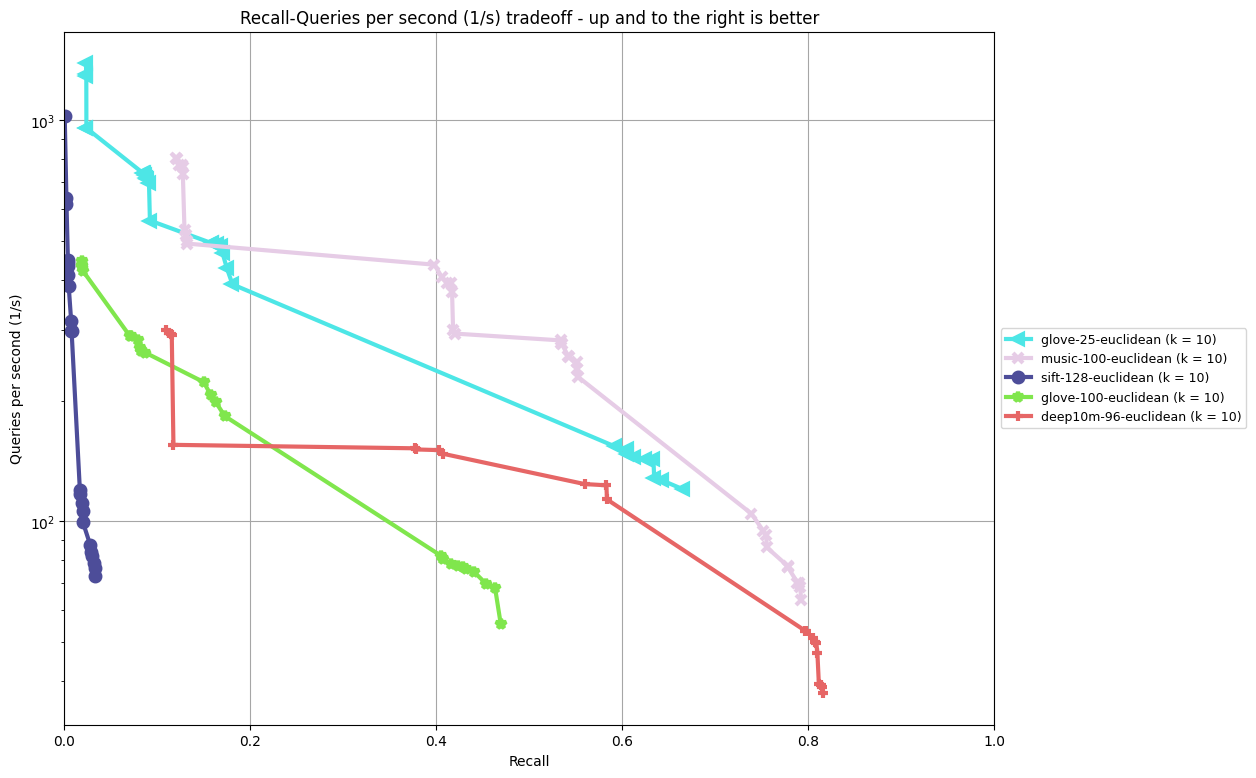 Recall-Queries per second (1/s) tradeoff - up and to the right is better
Queries per second (1/s)
10³
10²
0.0 0.2 0.4 0.6 0.8 1.0
Recall
glove-25-euclidean (k = 10)
music-100-euclidean (k = 10)
sift-128-euclidean (k = 10)
glove-100-euclidean (k = 10)
deep10m-96-euclidean (k = 10)